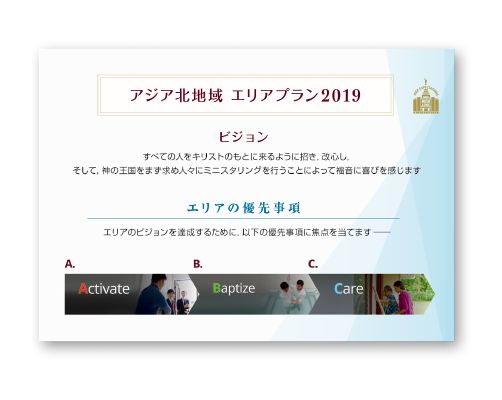 アジア北地域 エリアプラン2019
ビジョン
すべての人をキリストのもとに来るように招き，改心し，
そして，神の王国をまず求め人々にミニスタリングを行うことによって福音に喜びを感じます
エリアの優先事項
エリアのビジョンを達成するために，以下の優先事項に焦点を当てます──
A. B. C.
Activate Baptize Care